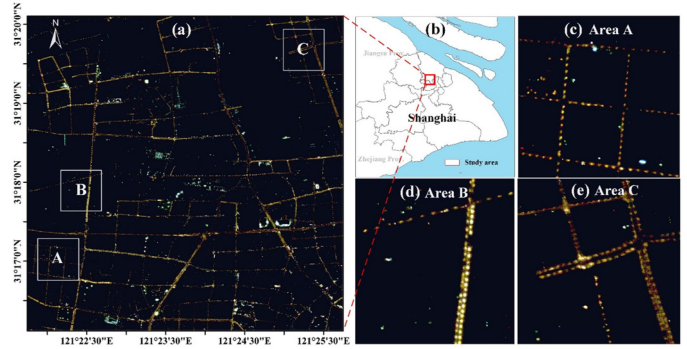 (a)
N
A
B
C
31°20'0"N
31°19'0"N
31°18'0"N
31°17'0"N
121°22'30"E
121°23'30"E
121°24'30"E
121°25'30"E
(b)
Jiangsu Prov
Shanghai
Zhejiang Prov
Study area
(c) Area A
(d) Area B
(e) Area C